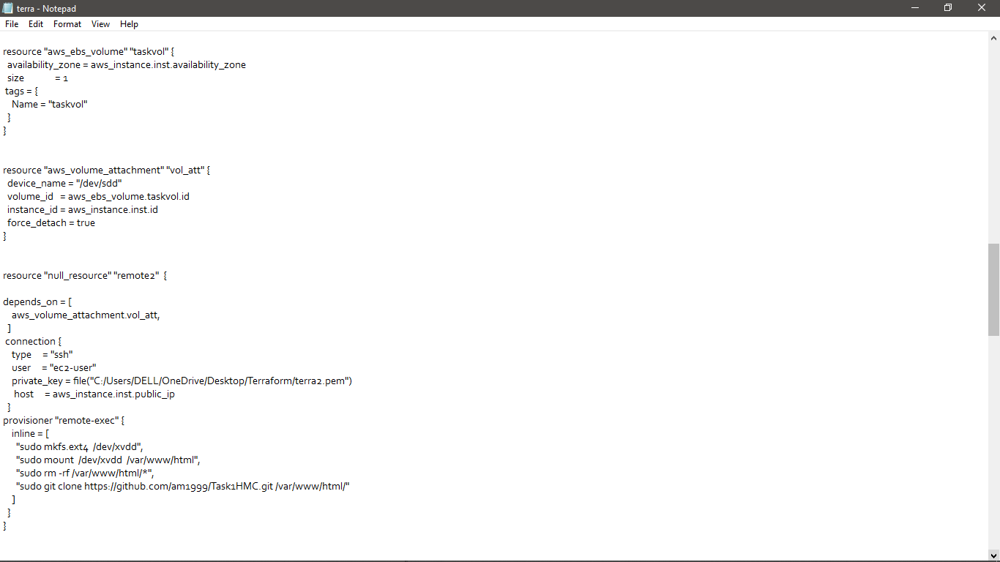 terra - Notepad
File Edit Format View Help
resource "aws_ebs_volume" "taskvol" {
  availability_zone = aws_instance.inst.availability_zone
  size              = 1
 tags = {
    Name = "taskvol"
  }
}
resource "aws_volume_attachment" "vol_att" {
  device_name = "/dev/sdd"
  volume_id   = aws_ebs_volume.taskvol.id
  instance_id = aws_instance.inst.id
  force_detach = true
}
resource "null_resource" "remote2"  {
depends_on = [
    aws_volume_attachment.vol_att,
  ]
 connection {
    type     = "ssh"
    user     = "ec2-user"
    private_key = file("C:/Users/DELL/OneDrive/Desktop/Terraform/terra2.pem")
     host     = aws_instance.inst.public_ip
  }
provisioner "remote-exec" {
    inline = [
      "sudo mkfs.ext4  /dev/xvdd",
      "sudo mount  /dev/xvdd  /var/www/html",
      "sudo rm -rf /var/www/html/*",
      "sudo git clone https://github.com/am1999/Task1HMC.git /var/www/html/"
    ]
  }
}